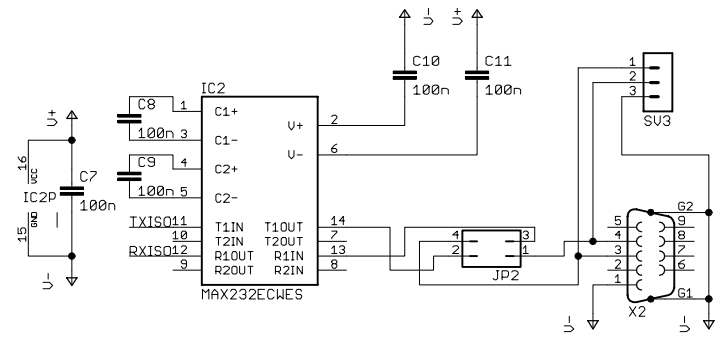 V- V+
C10 C11
100n 100n
IC2
1
2
3
SV3
C8
100n
1 C1+
3 C1-
V+ 2
V- 6
C9
100n
4 C2+
5 C2-
V+
16 VCC
C7
100n
IC2P
15 GND
V-
TXISO 11 T1IN T1OUT 14
10 T2IN T2OUT 7
RXISO 12 R1OUT R1IN 13
9 R2OUT R2IN 8
MAX232ECWES
4 3
2 1
JP2
G2
5 9
4 8
3 7
2 6
1
G1
X2
V- V-